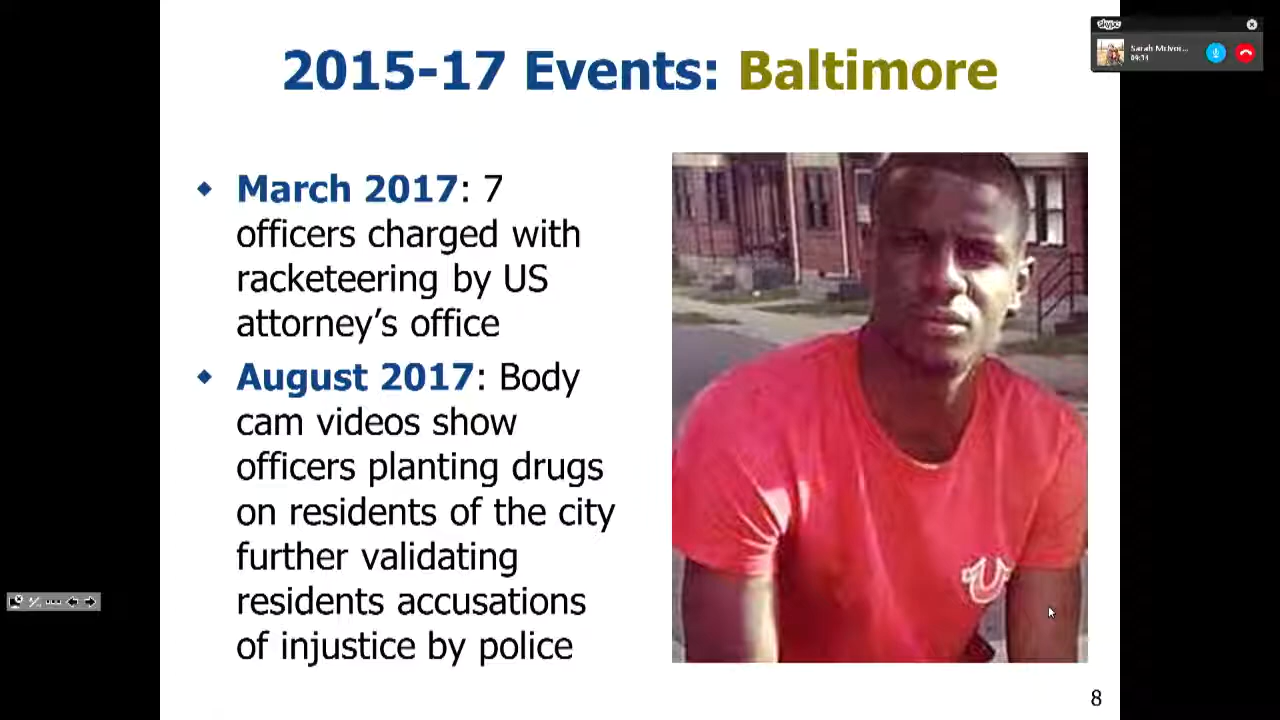 skype
2015-17 Events: Baltimore
◆ March 2017: 7
officers charged with
racketeering by US
attorney’s office
◆ August 2017: Body
cam videos show
officers planting drugs
on residents of the city
further validating
residents accusations
of injustice by police
8